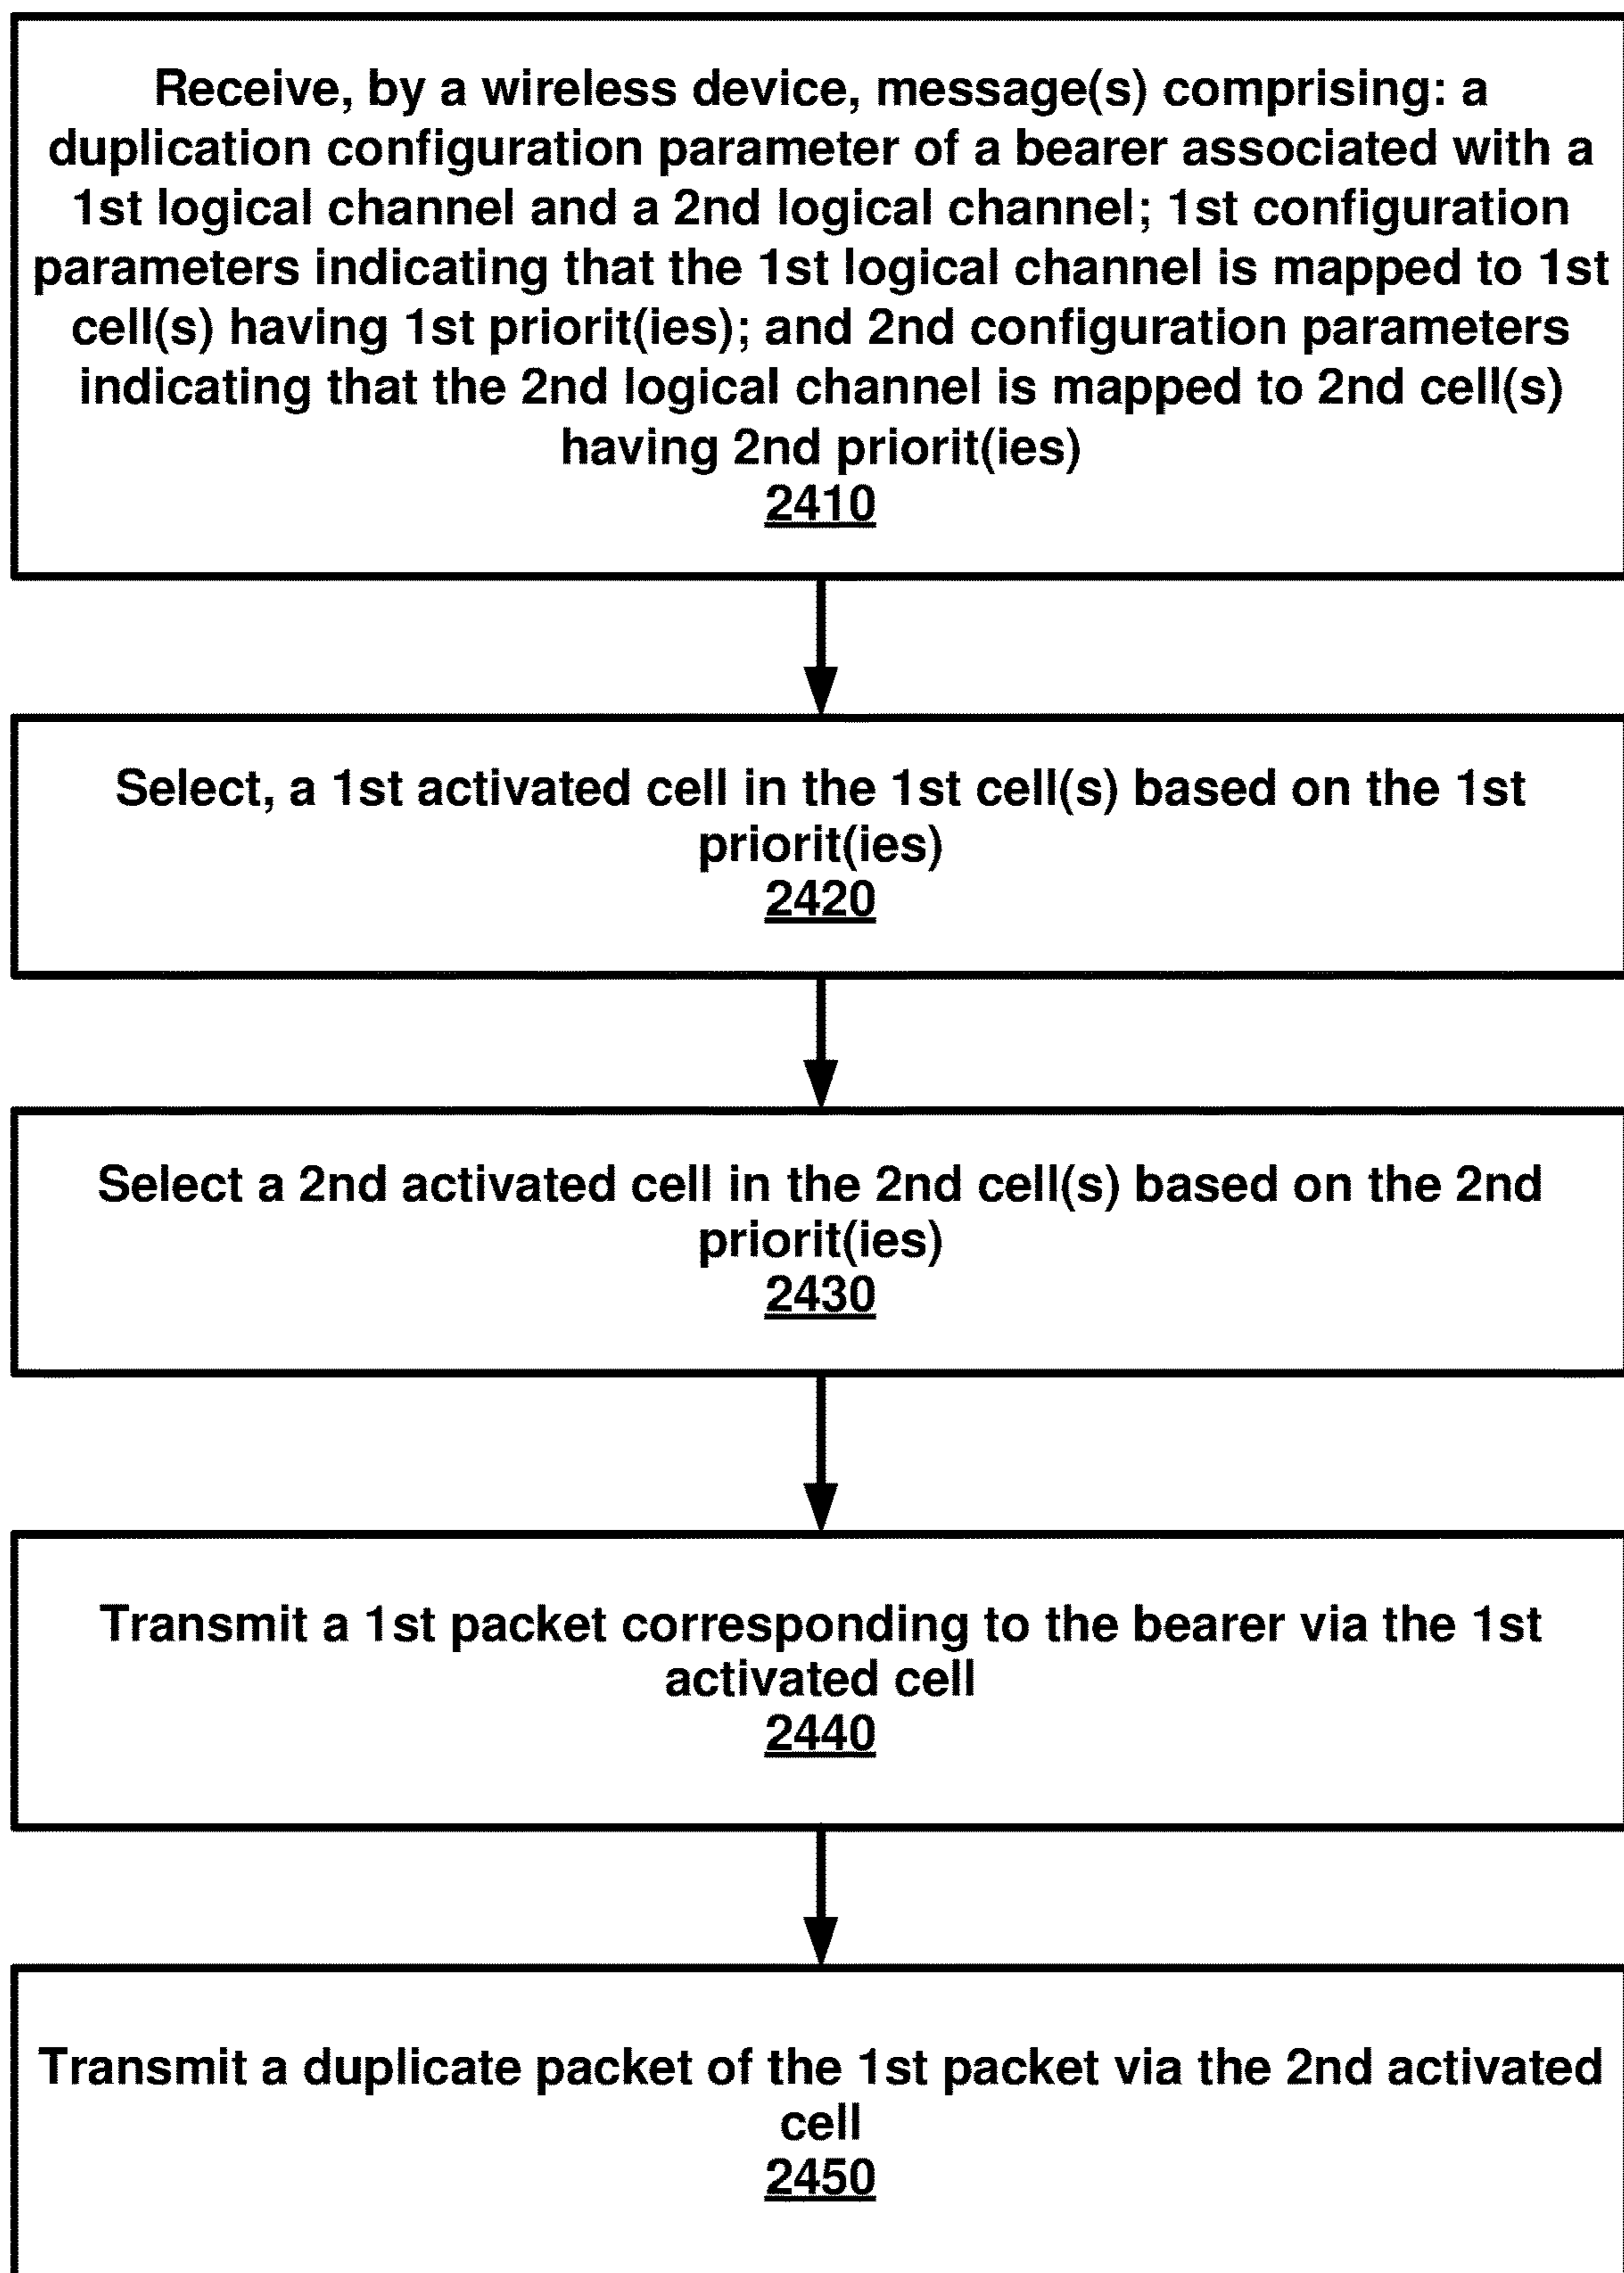 Receive, by a wireless device, message(s) comprising: a
duplication configuration parameter of a bearer associated with a
1st logical channel and a 2nd logical channel; 1st configuration
parameters indicating that the 1st logical channel is mapped to 1st
cell(s) having 1st priorit(ies); and 2nd configuration parameters
indicating that the 2nd logical channel is mapped to 2nd cell(s)
having 2nd priorit(ies)
2410
Select, a 1st activated cell in the 1st cell(s) based on the 1st
priorit(ies)
2420
Select a 2nd activated cell in the 2nd cell(s) based on the 2nd
priorit(ies)
2430
Transmit a 1st packet corresponding to the bearer via the 1st
activated cell
2440
Transmit a duplicate packet of the 1st packet via the 2nd activated
cell
2450